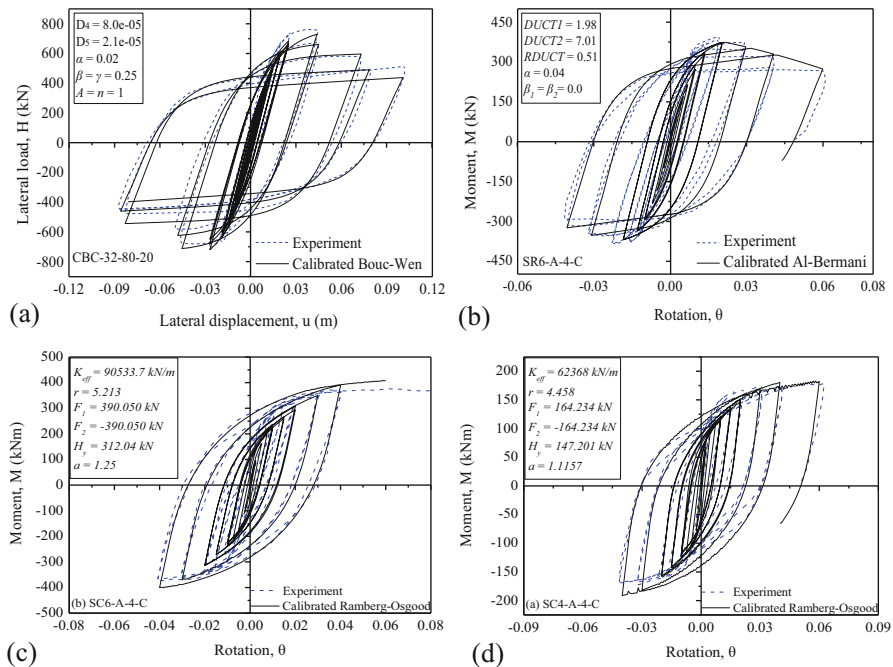 800
600
400
200
0
-200
-400
-600
-800
Lateral load, H (kN)
D4 = 8.0e-05
D5 = 2.1e-05
α = 0.02
β = γ = 0.25
A = n = 1
Experiment
CBC-32-80-20
Calibrated Bouc-Wen
-0.12 -0.08 -0.04 0.00 0.04 0.08 0.12
(a)
Lateral displacement, u (m)
450
300
150
0
-150
-300
-450
Moment, M (kN)
DUCT1 = 1.98
DUCT2 = 7.01
RDUCT = 0.51
α = 0.04
β1 = β2 = 0.0
Experiment
SR6-A-4-C
Calibrated Al-Bermani
-0.06 -0.04 -0.02 0.00 0.02 0.04 0.06
(b)
Rotation, θ
500
400
300
200
100
0
-100
-200
-300
-400
-500
Moment, M (kNm)
Keff = 90533.7 kN/m
r = 5.213
F1 = 390.050 kN
F2 = -390.050 kN
Hy = 312.04 kN
a = 1.25
Experiment
(b) SC6-A-4-C
Calibrated Ramberg-Osgood
-0.08 -0.06 -0.04 -0.02 0.00 0.02 0.04 0.06 0.08
(c)
Rotation, θ
200
150
100
50
0
-50
-100
-150
-200
Moment, M (kNm)
Keff = 62368 kN/m
r = 4.458
F1 = 164.234 kN
F2 = -164.234 kN
Hy = 147.201 kN
a = 1.1157
Experiment
(a) SC4-A-4-C
Calibrated Ramberg-Osgood
-0.09 -0.06 -0.03 0.00 0.03 0.06 0.09
(d)
Rotation, θ